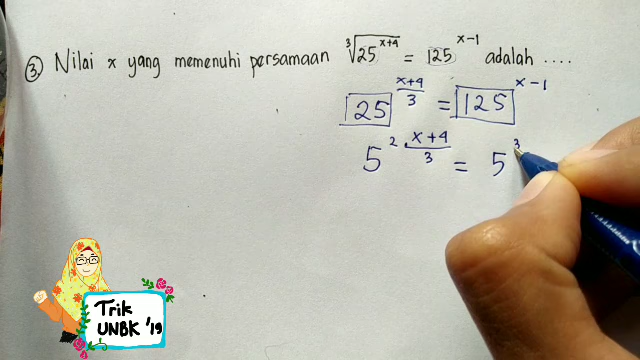 3. Nilai x yang memenuhi persamaan ∛25^(x+4) = 125^(x-1) adalah ....
25^((x+4)/3) = 125^(x-1)
5^(2 . (x+4)/3) = 5^3
Trik
UNBK '19